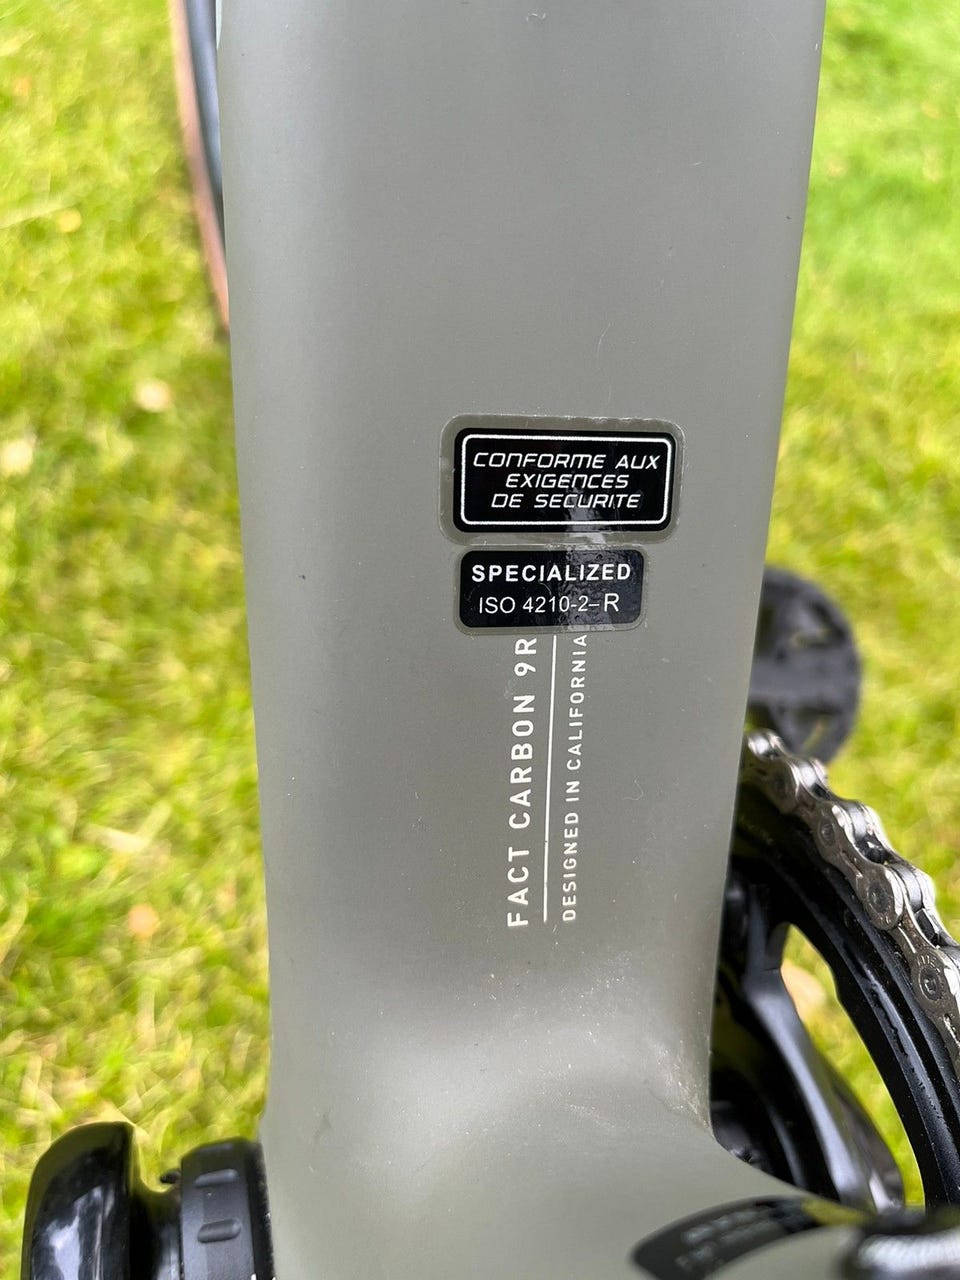 CONFORME AUX
EXIGENCES
DE SECURITE
SPECIALIZED
ISO 4210-2-R
FACT CARBON 9R
DESIGNED IN CALIFORNIA